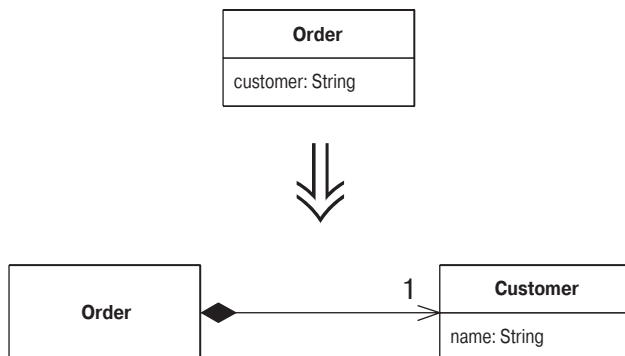 Order
customer: String
1
Customer
Order
name: String